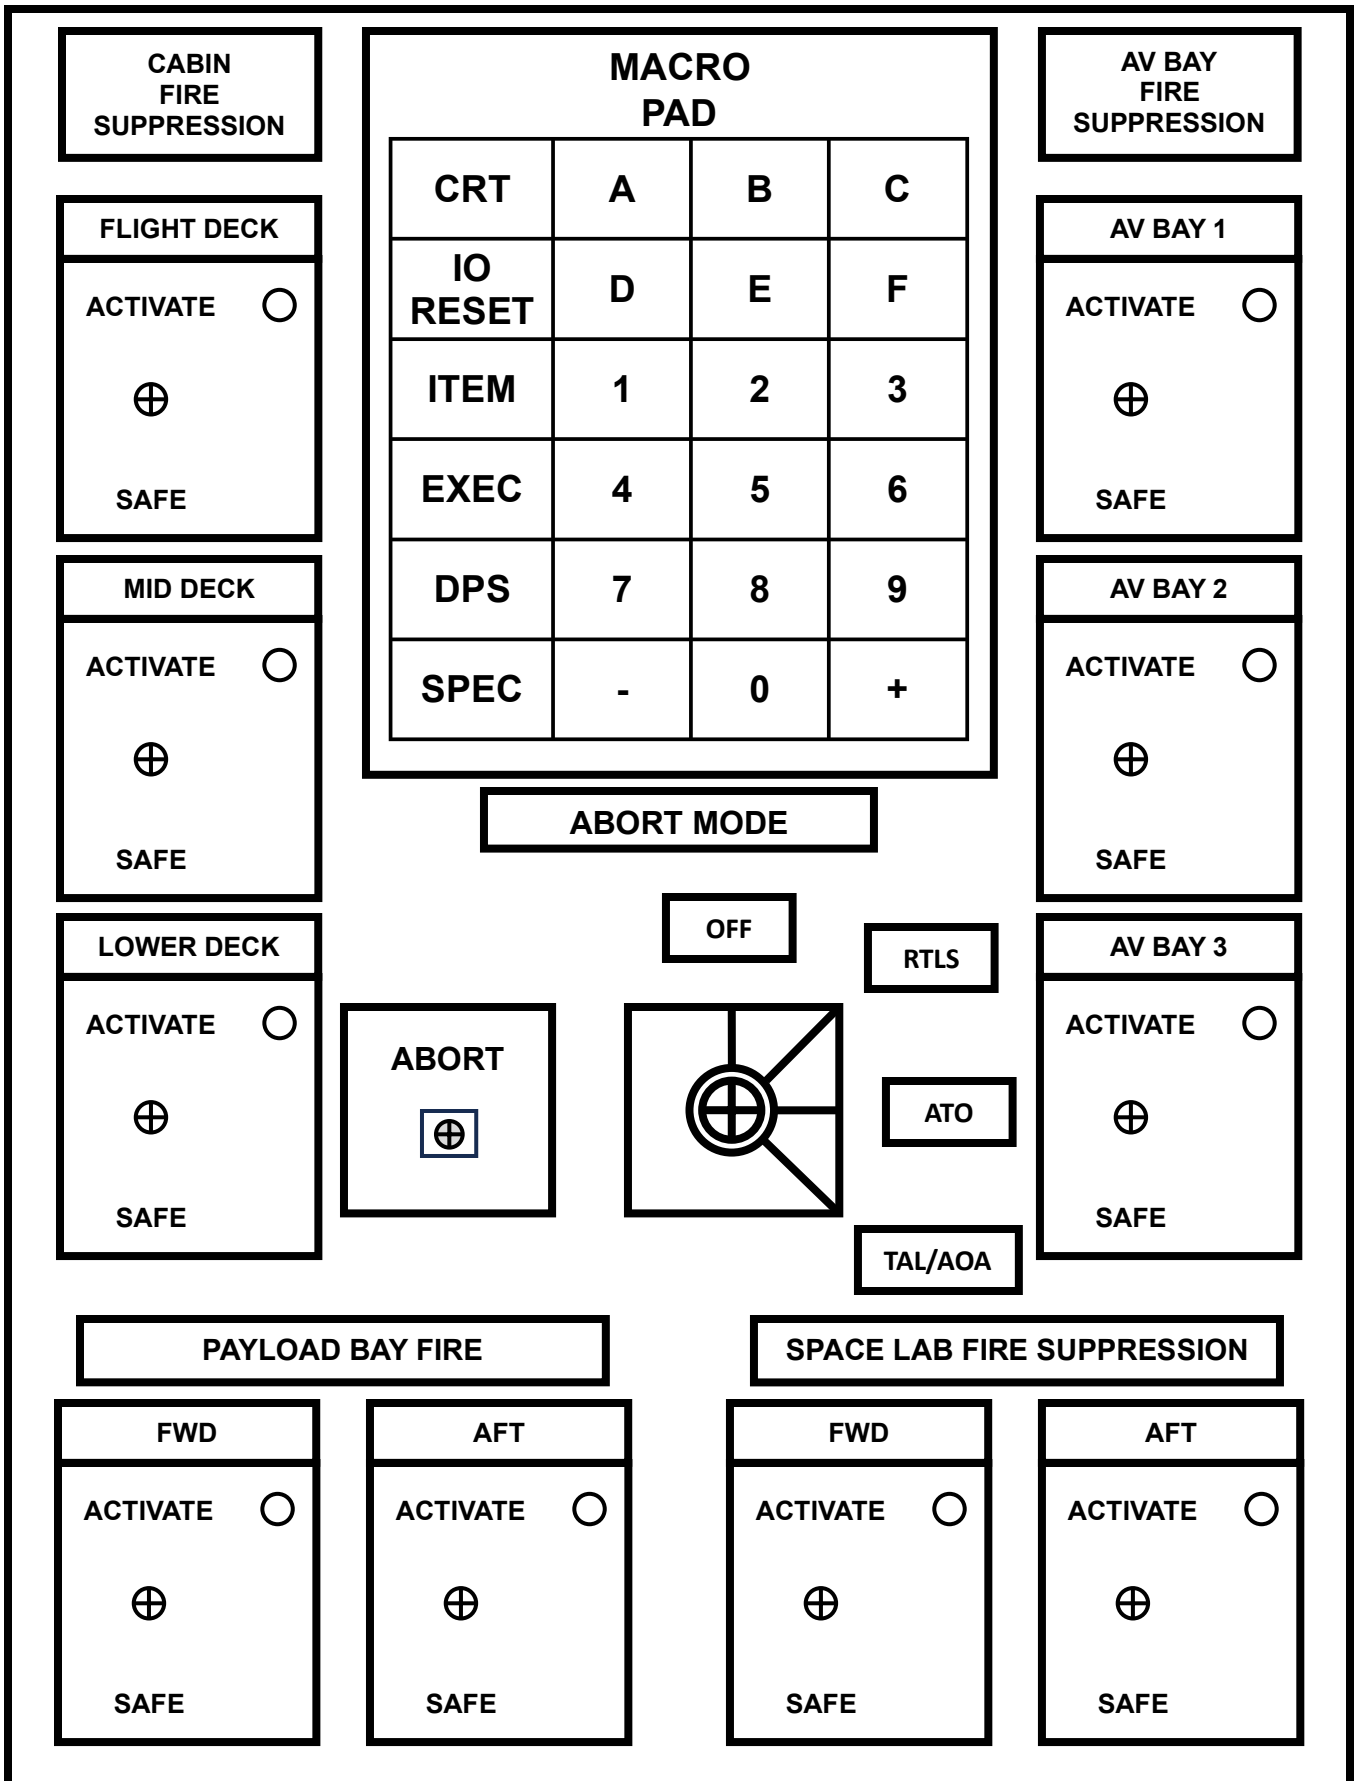 CABIN
FIRE
SUPPRESSION
MACRO
PAD
AV BAY
FIRE
SUPPRESSION
CRT A B C
IO
RESET D E F
ITEM 1 2 3
EXEC 4 5 6
DPS 7 8 9
SPEC - 0 +
FLIGHT DECK
ACTIVATE
SAFE
MID DECK
ACTIVATE
SAFE
LOWER DECK
ACTIVATE
SAFE
AV BAY 1
ACTIVATE
SAFE
AV BAY 2
ACTIVATE
SAFE
AV BAY 3
ACTIVATE
SAFE
ABORT MODE
OFF
RTLS
ABORT
ATO
TAL/AOA
PAYLOAD BAY FIRE
FWD
ACTIVATE
SAFE
AFT
ACTIVATE
SAFE
SPACE LAB FIRE SUPPRESSION
FWD
ACTIVATE
SAFE
AFT
ACTIVATE
SAFE